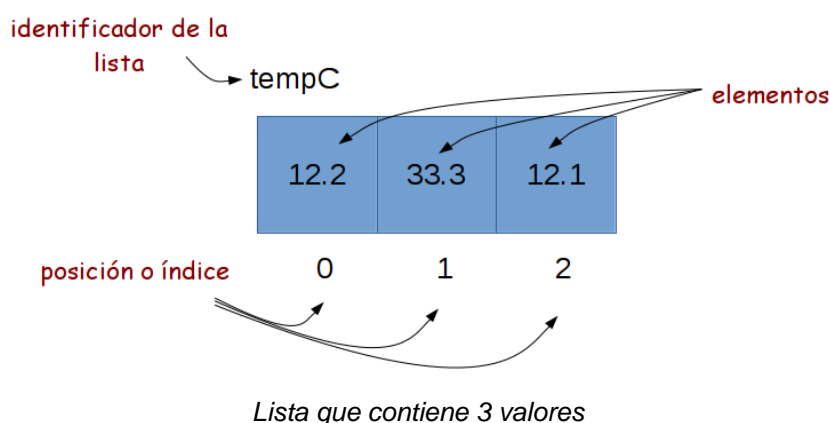 identificador de la
lista
tempC
elementos
12.2 33.3 12.1
posición o índice 0 1 2
Lista que contiene 3 valores